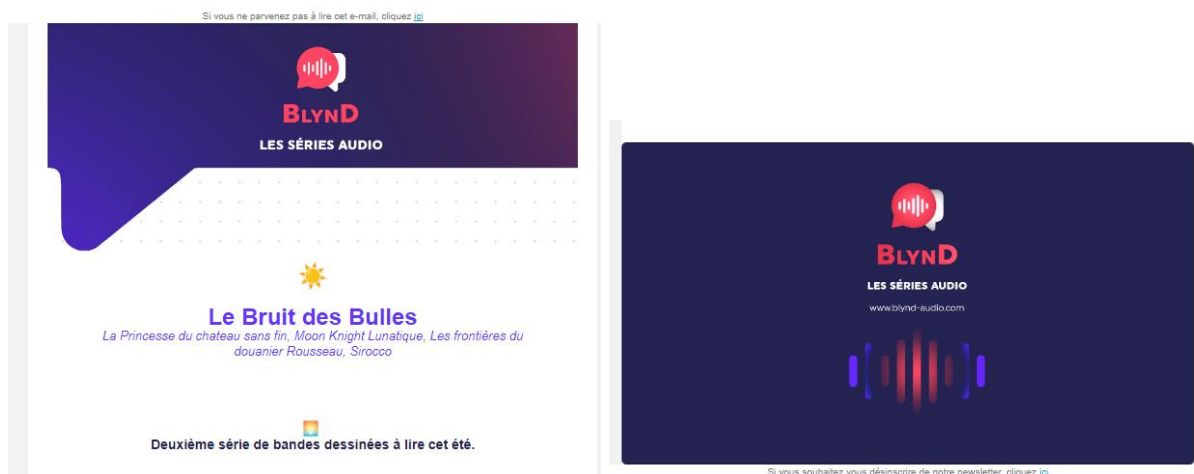 Si vous ne parvenez pas à lire cet e-mail, cliquez ici
BLYND
LES SÉRIES AUDIO
Le Bruit des Bulles
La Princesse du chateau sans fin, Moon Knight Lunatique, Les frontières du
douanier Rousseau, Sirocco
Deuxième série de bandes dessinées à lire cet été.
BLYND
LES SÉRIES AUDIO
www.blynd-audio.com
Si vous souhaitez vous désinscrire de notre newsletter, cliquez ici